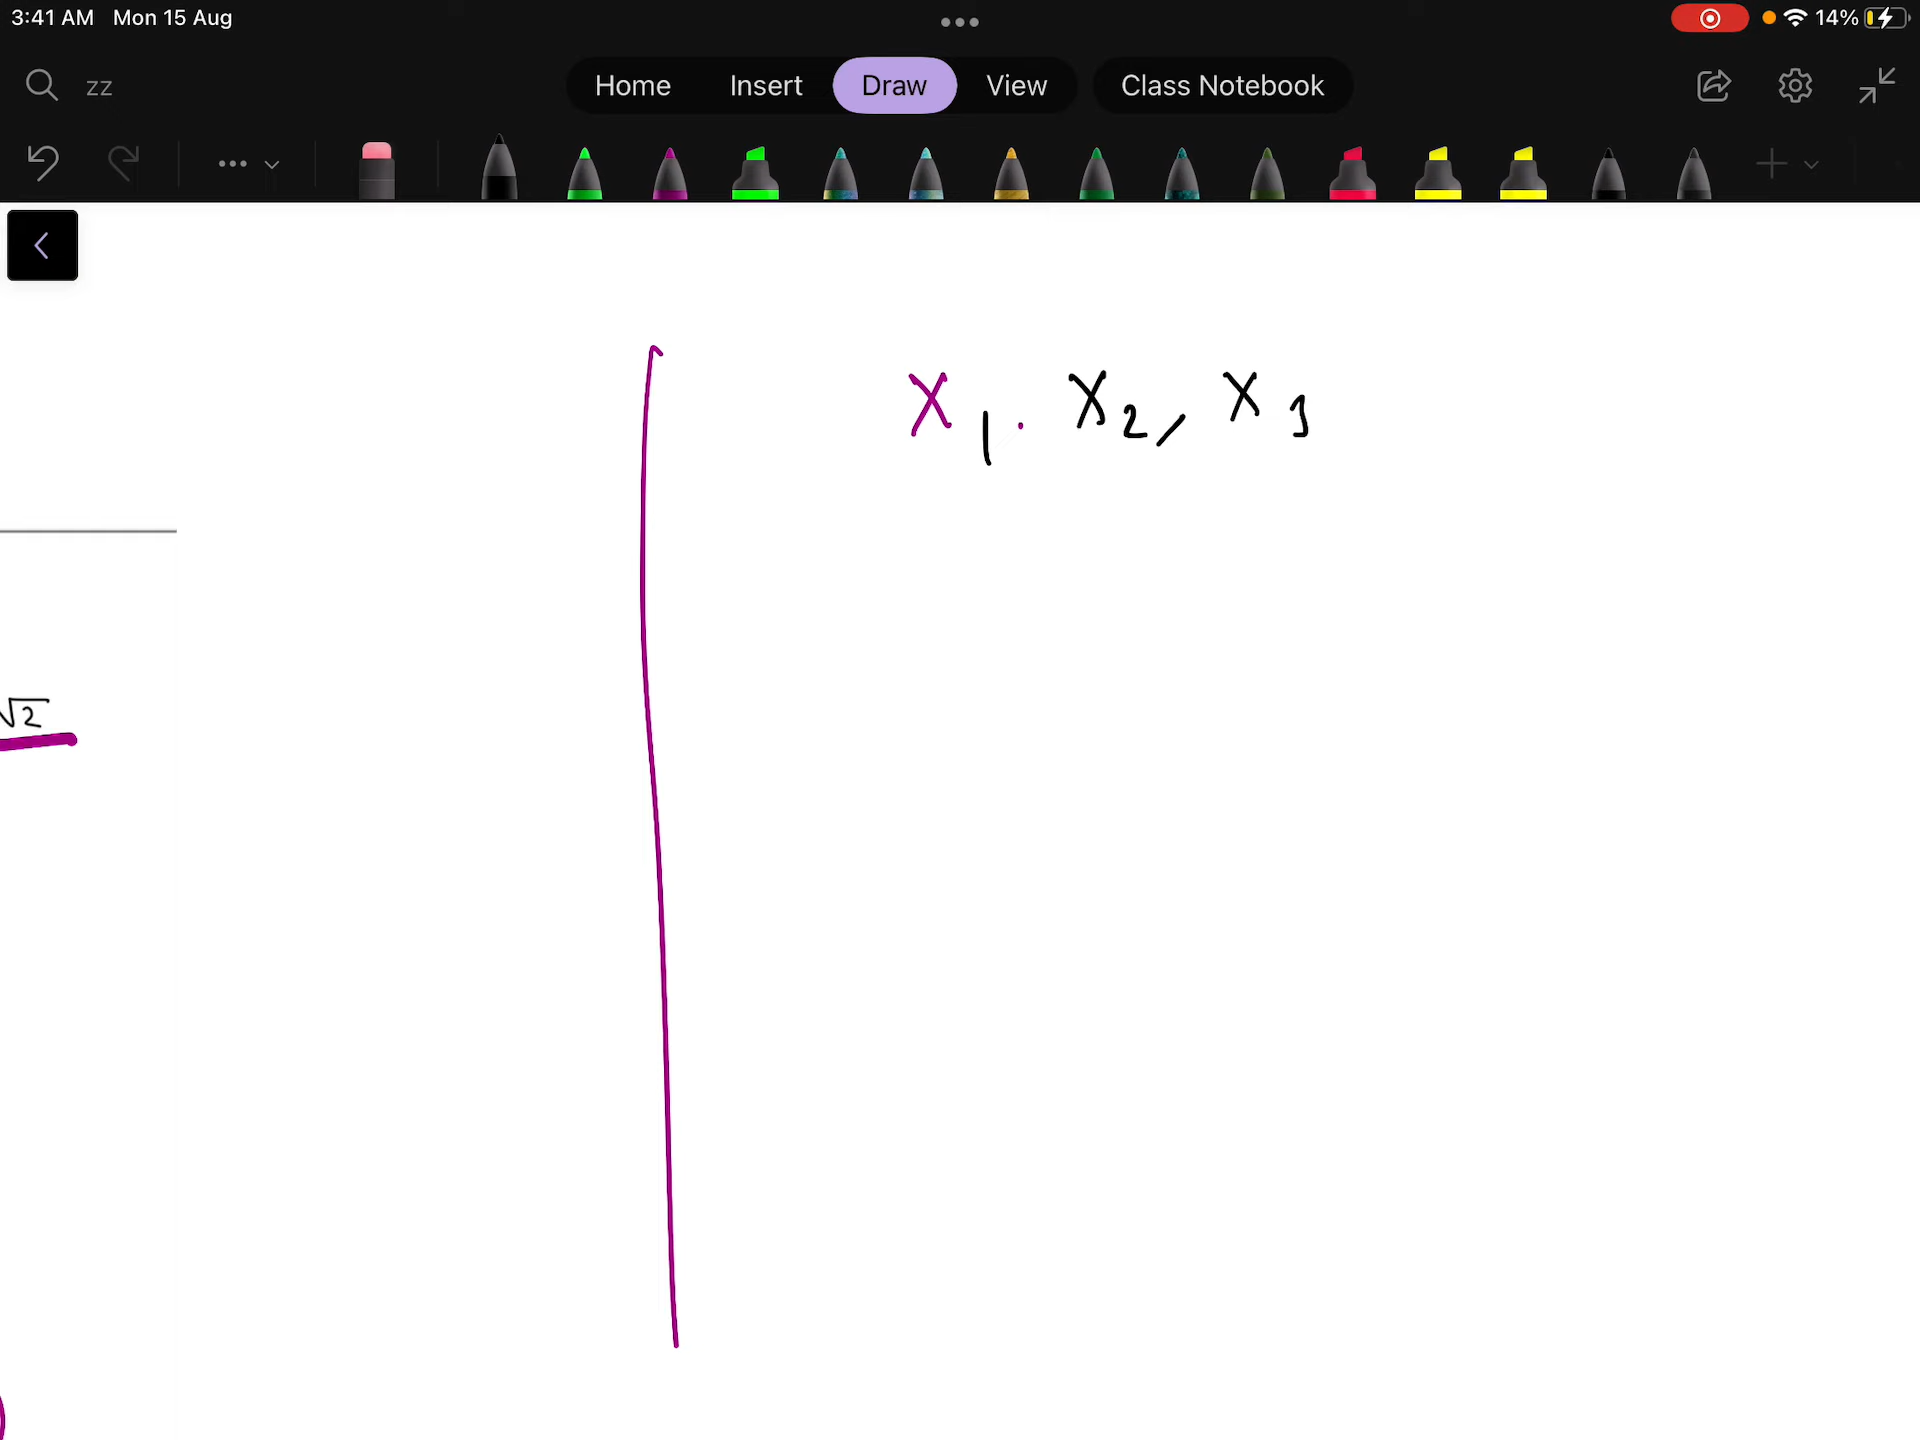 3:41 AM Mon 15 Aug 14%
zz Home Insert Draw View Class Notebook
X₁. X₂, X₃
√2